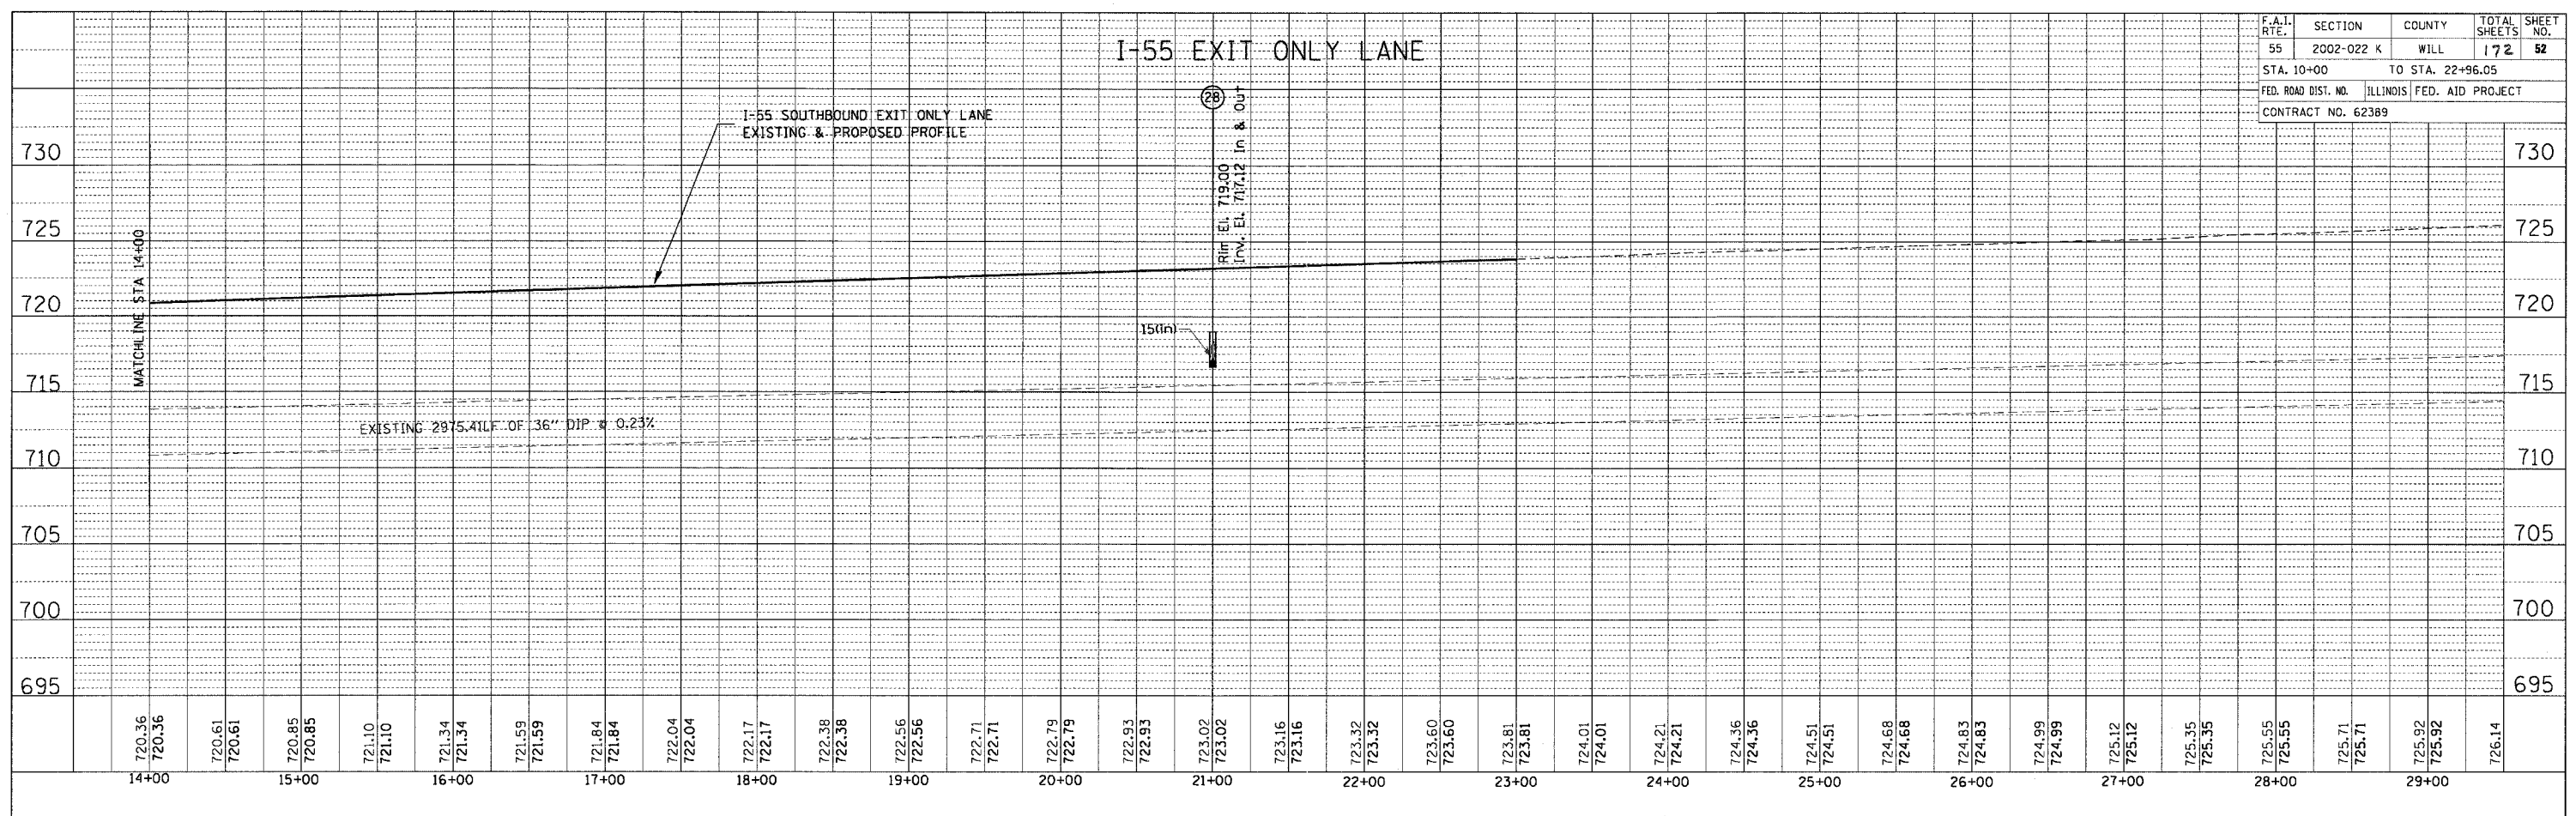 I-55 EXIT ONLY LANE
F.A.I. RTE. SECTION COUNTY TOTAL SHEETS SHEET NO.
55 2002-022 K WILL 172 52
STA. 10+00 TO STA. 22+96.05
FED. ROAD DIST. NO. ILLINOIS FED. AID PROJECT
CONTRACT NO. 62389
28
Rim El. 719.00
Inv. El. 717.12 In & Out
I-55 SOUTHBOUND EXIT ONLY LANE
EXISTING & PROPOSED PROFILE
MATCHLINE STA 14+00
15(in)
EXISTING 2975.41LF OF 36" DIP @ 0.23%
730 730
725 725
720 720
715 715
710 710
705 705
700 700
695 695
720.36 720.61 720.85 721.10 721.34 721.59 721.84 722.04 722.17 722.38 722.56 722.71 722.79 722.93 723.02 723.16 723.32 723.60 723.81 724.01 724.21 724.36 724.51 724.68 724.83 724.99 725.12 725.35 725.55 725.71 725.92 726.14
720.36 720.61 720.85 721.10 721.34 721.59 721.84 722.04 722.17 722.38 722.56 722.71 722.79 722.93 723.02 723.16 723.32 723.60 723.81 724.01 724.21 724.36 724.51 724.68 724.83 724.99 725.12 725.35 725.55 725.71 725.92
14+00 15+00 16+00 17+00 18+00 19+00 20+00 21+00 22+00 23+00 24+00 25+00 26+00 27+00 28+00 29+00